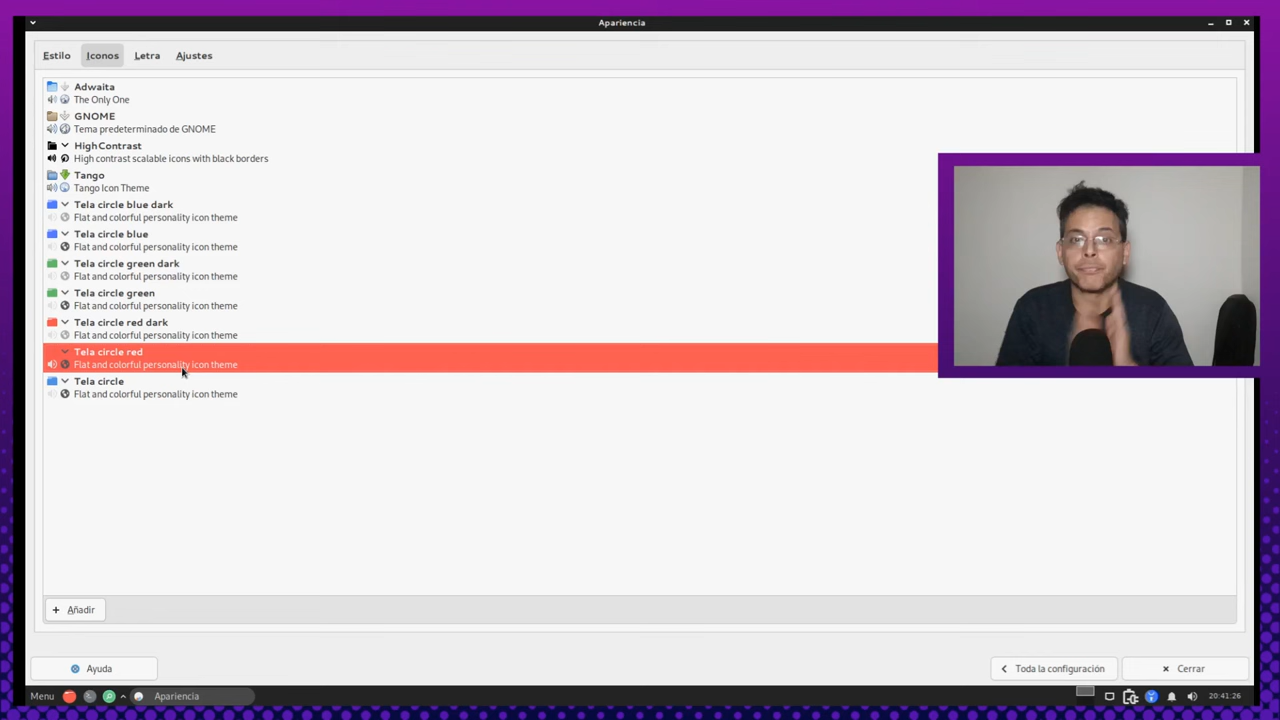 Apariencia
Estilo
Iconos
Letra
Ajustes
Adwaita
The Only One
GNOME
Tema predeterminado de GNOME
HighContrast
High contrast scalable icons with black borders
Tango
Tango Icon Theme
Tela circle blue dark
Flat and colorful personality icon theme
Tela circle blue
Flat and colorful personality icon theme
Tela circle green dark
Flat and colorful personality icon theme
Tela circle green
Flat and colorful personality icon theme
Tela circle red dark
Flat and colorful personality icon theme
Tela circle red
Flat and colorful personality icon theme
Tela circle
Flat and colorful personality icon theme
Añadir
Ayuda
Toda la configuración
Cerrar
Menu
Apariencia
20:41:26